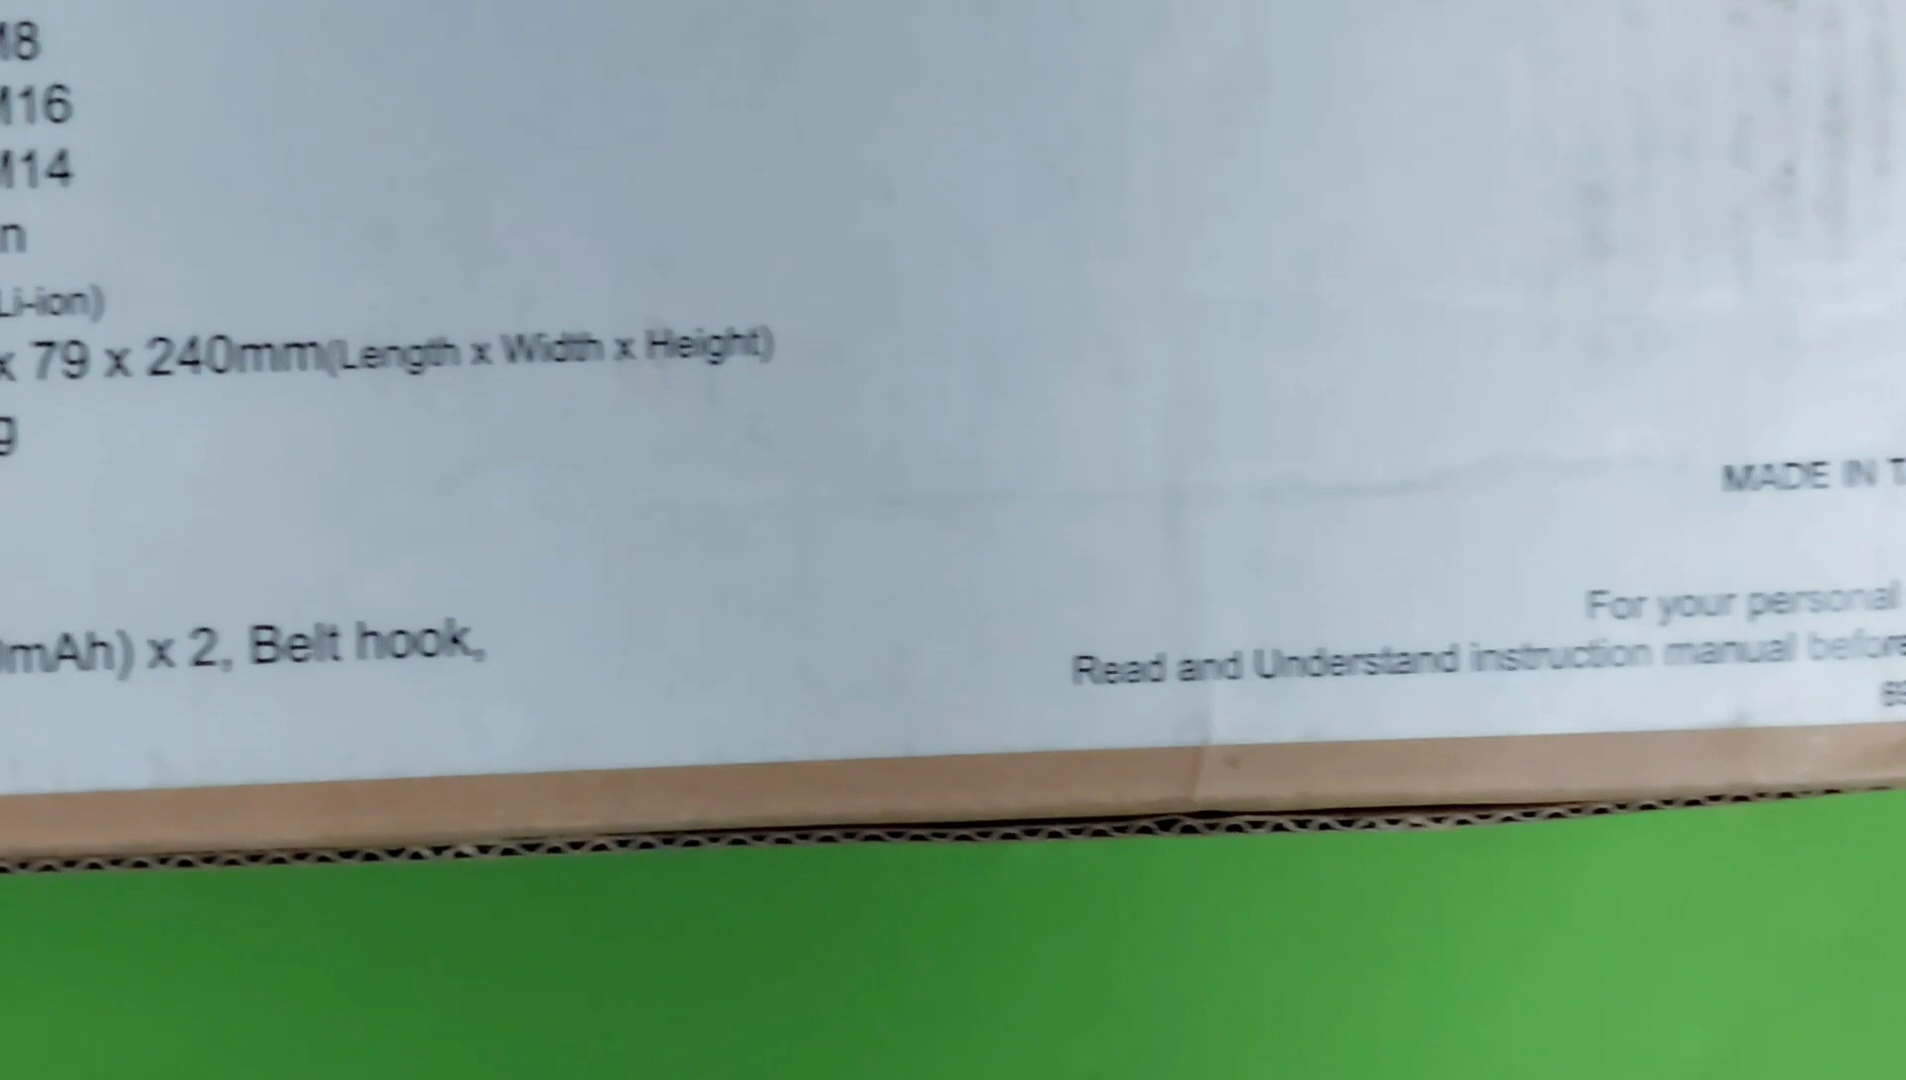 M8
M16
M14
n
Li-ion)
x 79 x 240mm(Length x Width x Height)
g
MADE IN T
For your personal
mAh) x 2, Belt hook,
Read and Understand instruction manual before